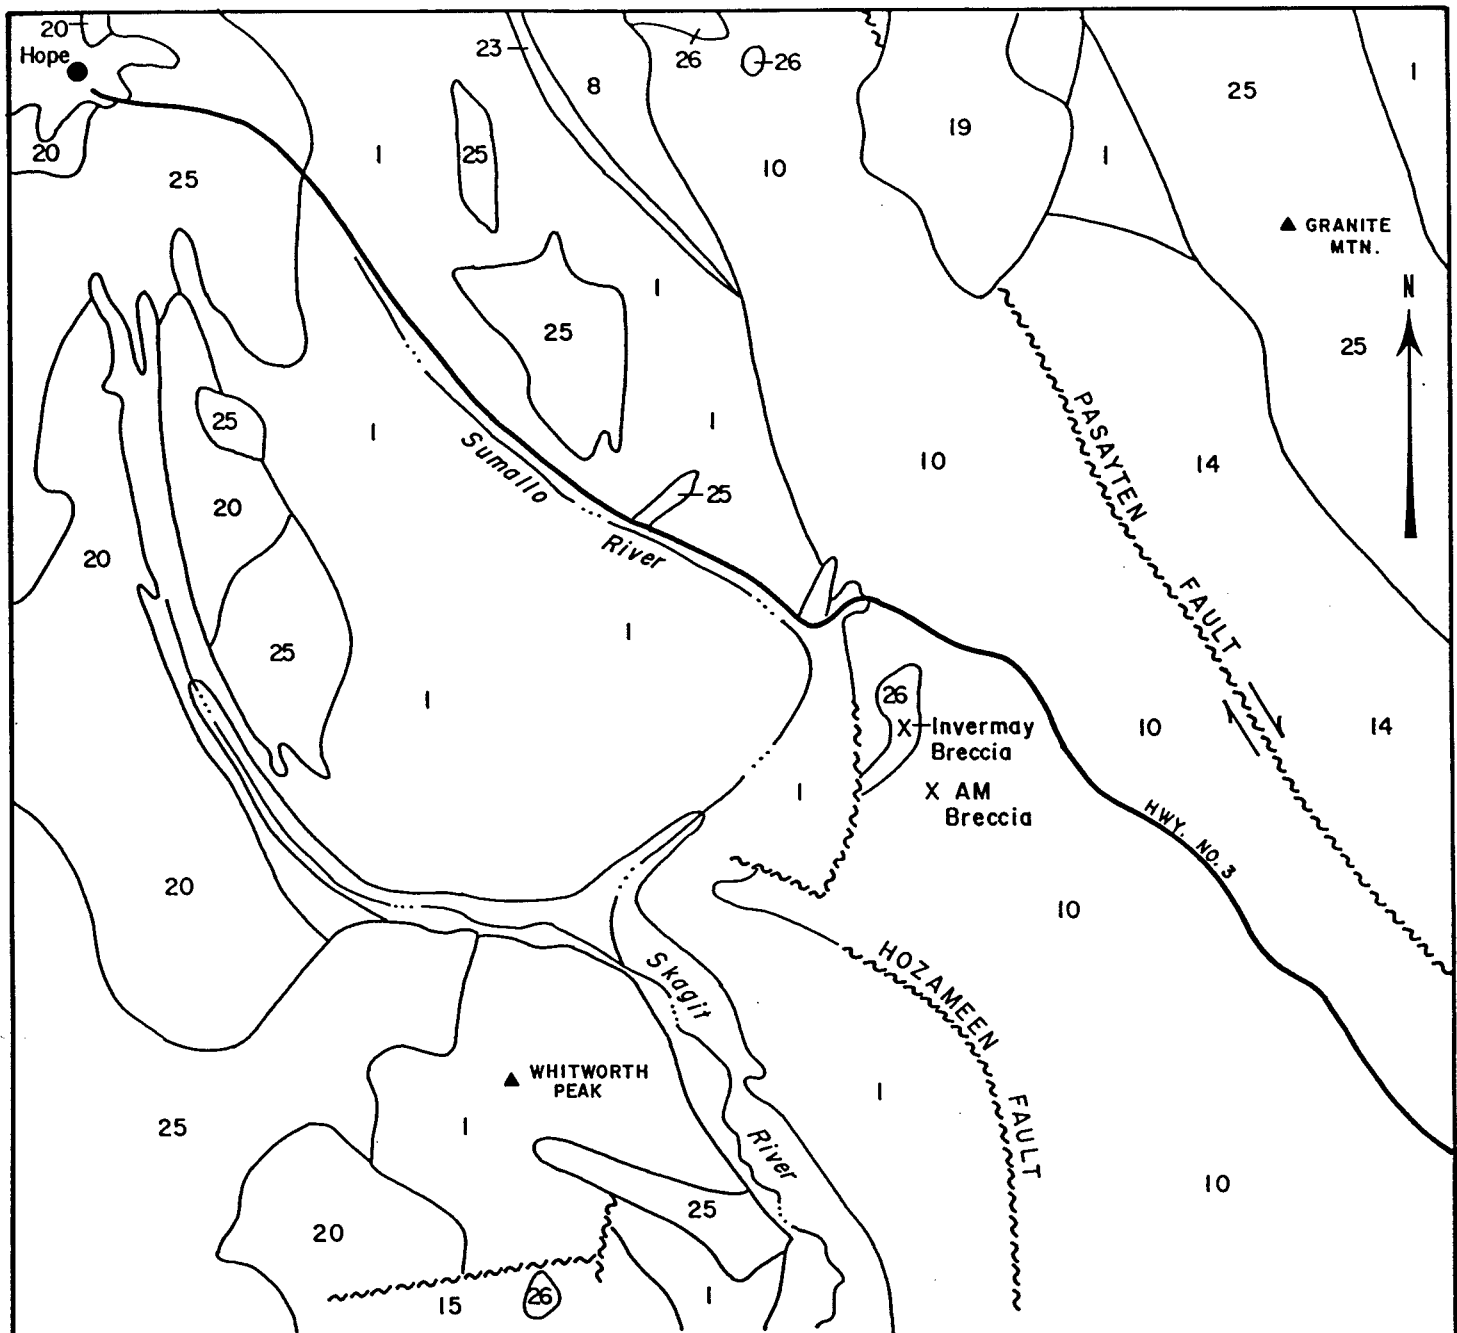 20
Hope
23
26
26
8
25
1
19
20
25
1
25
10
1
GRANITE
MTN.
1
N
25
25
PASAYTEN
25
1
1
10
14
Sumallo
25
20
20
River
FAULT
1
25
1
26
Invermay
Breccia
10
14
1
X AM
Breccia
HWY. NO. 3
20
10
HOZAMEEN
Skagit
WHITWORTH
PEAK
1
FAULT
25
1
River
10
25
20
15
26
1